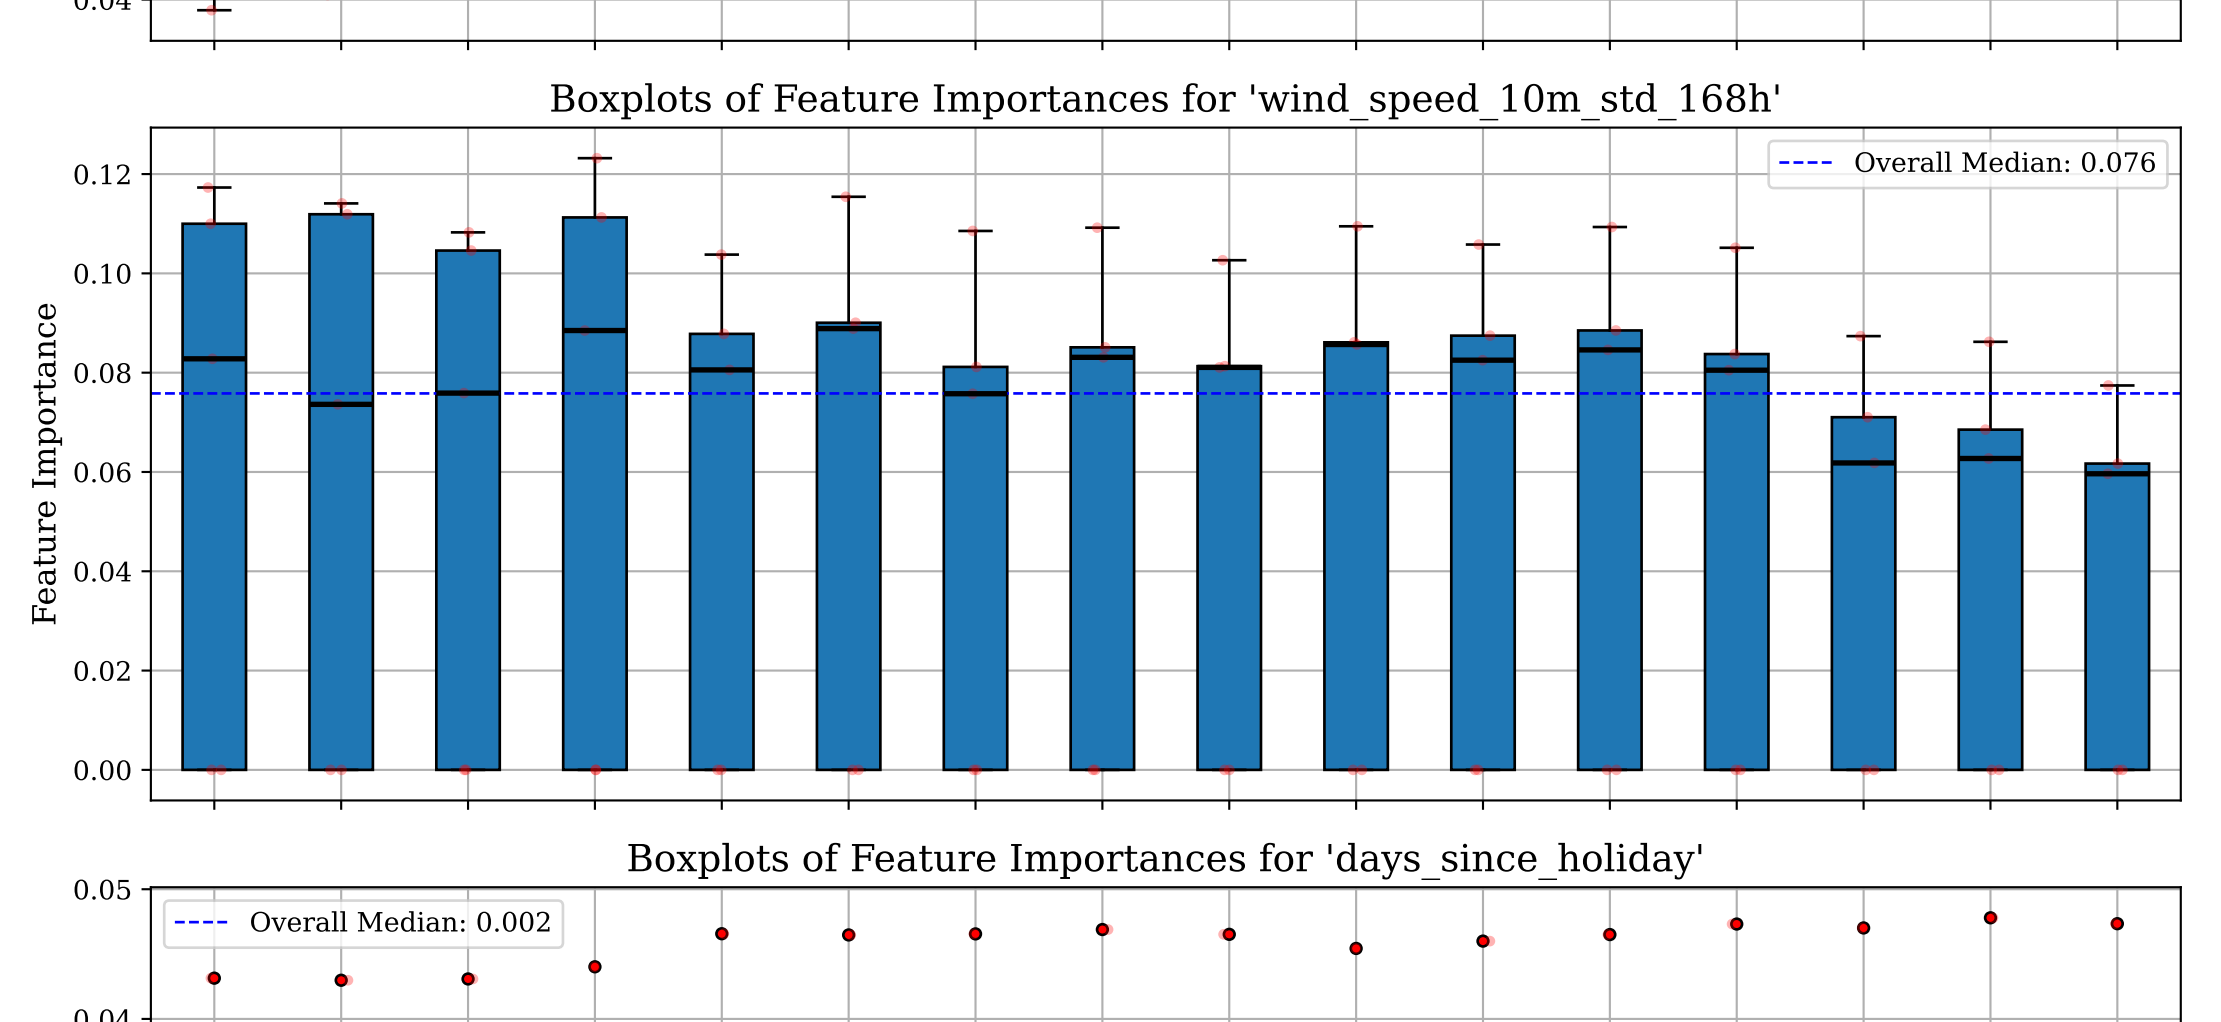 0.04
Boxplots of Feature Importances for 'wind_speed_10m_std_168h'
Overall Median: 0.076
0.12
0.10
0.08
0.06
0.04
0.02
0.00
Feature Importance
Boxplots of Feature Importances for 'days_since_holiday'
0.05
Overall Median: 0.002
0.04